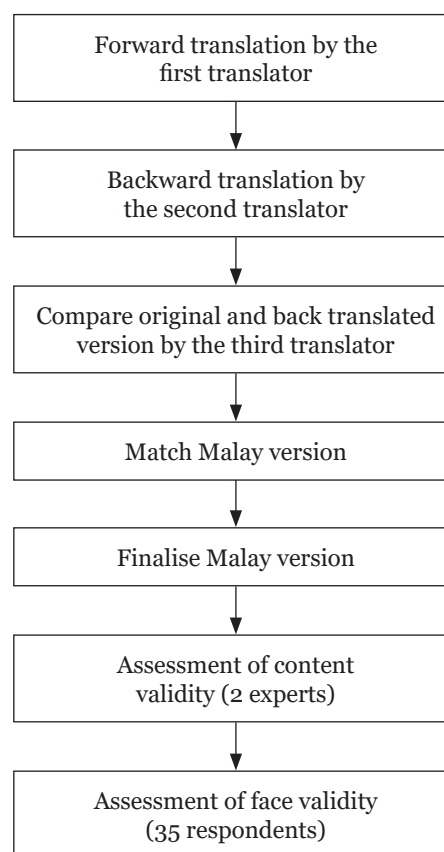 Forward translation by the
first translator
Backward translation by
the second translator
Compare original and back translated
version by the third translator
Match Malay version
Finalise Malay version
Assessment of content
validity (2 experts)
Assessment of face validity
(35 respondents)